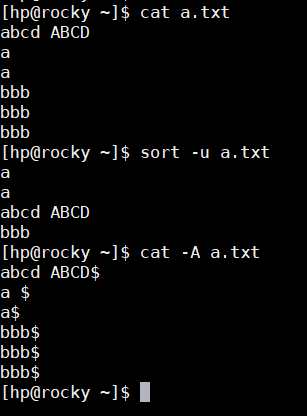 [hp@rocky ~]$ cat a.txt
abcd ABCD
a
a
bbb
bbb
bbb
[hp@rocky ~]$ sort -u a.txt
a
a
abcd ABCD
bbb
[hp@rocky ~]$ cat -A a.txt
abcd ABCD$
a $
a$
bbb$
bbb$
bbb$
[hp@rocky ~]$